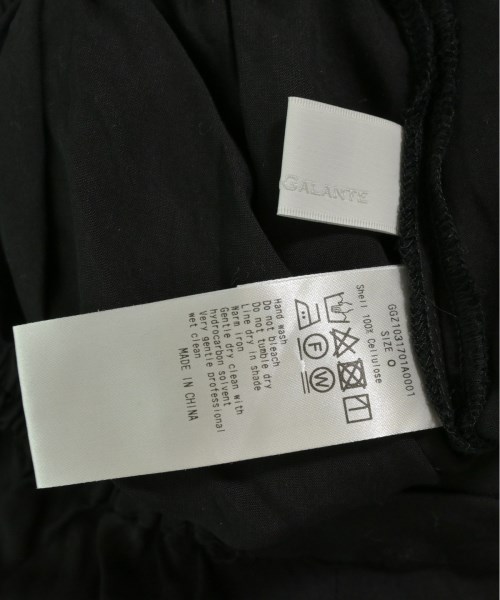 GALANTE
GGZ1031701A0001
SIZE O
Shell 100% Cellulose
F
W
Hand wash
Do not bleach
Do not tumble dry
Line dry in shade
Warm iron
Gentle dry clean with
hydrocarbon solvent
Very gentle professional
wet clean
MADE IN CHINA